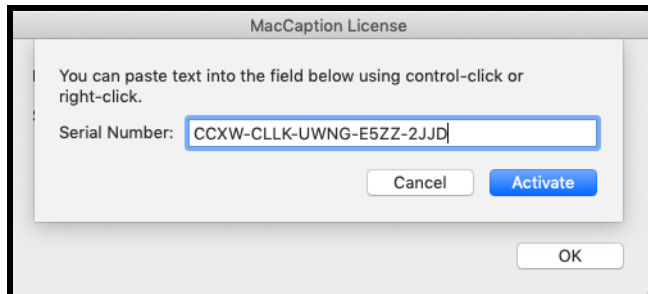 MacCaption License
You can paste text into the field below using control-click or
right-click.
Serial Number: CCXW-CLLK-UWNG-E5ZZ-2JJD
Cancel Activate
OK